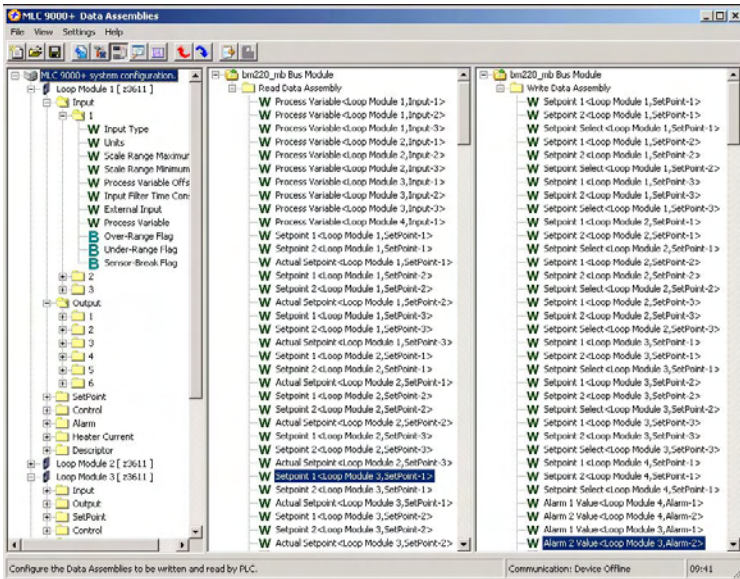 MLC 9000+ Data Assemblies
File View Settings Help
MLC 9000+ system configuration.
Loop Module 1 [ z3611 ]
Input
1
Input Type
Units
Scale Range Maximur
Scale Range Minimum
Process Variable Offs
Input Filter Time Cons
External Input
Process Variable
Over-Range Flag
Under-Range Flag
Sensor-Break Flag
2
3
Output
1
2
3
4
5
6
SetPoint
Control
Alarm
Heater Current
Descriptor
Loop Module 2 [ z3611 ]
Loop Module 3 [ z3611 ]
Input
Output
SetPoint
Control
bm220_mb Bus Module
Read Data Assembly
W Process Variable<Loop Module 1,Input-1>
W Process Variable<Loop Module 1,Input-2>
W Process Variable<Loop Module 1,Input-3>
W Process Variable<Loop Module 2,Input-1>
W Process Variable<Loop Module 2,Input-2>
W Process Variable<Loop Module 2,Input-3>
W Process Variable<Loop Module 3,Input-1>
W Process Variable<Loop Module 3,Input-2>
W Process Variable<Loop Module 3,Input-3>
W Process Variable<Loop Module 4,Input-1>
W Setpoint 1<Loop Module 1,SetPoint-1>
W Setpoint 2<Loop Module 1,SetPoint-1>
W Actual Setpoint<Loop Module 1,SetPoint-1>
W Setpoint 1<Loop Module 1,SetPoint-2>
W Setpoint 2<Loop Module 1,SetPoint-2>
W Actual Setpoint<Loop Module 1,SetPoint-2>
W Setpoint 1<Loop Module 1,SetPoint-3>
W Setpoint 2<Loop Module 1,SetPoint-3>
W Actual Setpoint<Loop Module 1,SetPoint-3>
W Setpoint 1<Loop Module 2,SetPoint-1>
W Setpoint 2<Loop Module 2,SetPoint-1>
W Actual Setpoint<Loop Module 2,SetPoint-1>
W Setpoint 1<Loop Module 2,SetPoint-2>
W Setpoint 2<Loop Module 2,SetPoint-2>
W Actual Setpoint<Loop Module 2,SetPoint-2>
W Setpoint 1<Loop Module 2,SetPoint-3>
W Setpoint 2<Loop Module 2,SetPoint-3>
W Actual Setpoint<Loop Module 2,SetPoint-3>
W Setpoint 1<Loop Module 3,SetPoint-1>
W Setpoint 2<Loop Module 3,SetPoint-1>
W Actual Setpoint<Loop Module 3,SetPoint-1>
W Setpoint 1<Loop Module 3,SetPoint-2>
W Setpoint 2<Loop Module 3,SetPoint-2>
W Actual Setpoint<Loop Module 3,SetPoint-2>
bm220_mb Bus Module
Write Data Assembly
W Setpoint 1<Loop Module 1,SetPoint-1>
W Setpoint 2<Loop Module 1,SetPoint-1>
W Setpoint Select<Loop Module 1,SetPoint-1>
W Setpoint 1<Loop Module 1,SetPoint-2>
W Setpoint 2<Loop Module 1,SetPoint-2>
W Setpoint Select<Loop Module 1,SetPoint-2>
W Setpoint 1<Loop Module 1,SetPoint-3>
W Setpoint 2<Loop Module 1,SetPoint-3>
W Setpoint Select<Loop Module 1,SetPoint-3>
W Setpoint 1<Loop Module 2,SetPoint-1>
W Setpoint 2<Loop Module 2,SetPoint-1>
W Setpoint Select<Loop Module 2,SetPoint-1>
W Setpoint 1<Loop Module 2,SetPoint-2>
W Setpoint 2<Loop Module 2,SetPoint-2>
W Setpoint Select<Loop Module 2,SetPoint-2>
W Setpoint 1<Loop Module 2,SetPoint-3>
W Setpoint 2<Loop Module 2,SetPoint-3>
W Setpoint Select<Loop Module 2,SetPoint-3>
W Setpoint 1<Loop Module 3,SetPoint-1>
W Setpoint 2<Loop Module 3,SetPoint-1>
W Setpoint Select<Loop Module 3,SetPoint-1>
W Setpoint 1<Loop Module 3,SetPoint-2>
W Setpoint 2<Loop Module 3,SetPoint-2>
W Setpoint Select<Loop Module 3,SetPoint-2>
W Setpoint 1<Loop Module 3,SetPoint-3>
W Setpoint 2<Loop Module 3,SetPoint-3>
W Setpoint Select<Loop Module 3,SetPoint-3>
W Setpoint 1<Loop Module 4,SetPoint-1>
W Setpoint 2<Loop Module 4,SetPoint-1>
W Setpoint Select<Loop Module 4,SetPoint-1>
W Alarm 1 Value<Loop Module 4,Alarm-1>
W Alarm 2 Value<Loop Module 4,Alarm-2>
W Alarm 1 Value<Loop Module 3,Alarm-1>
W Alarm 2 Value<Loop Module 3,Alarm-2>
Configure the Data Assemblies to be written and read by PLC.
Communication: Device Offline
09:41